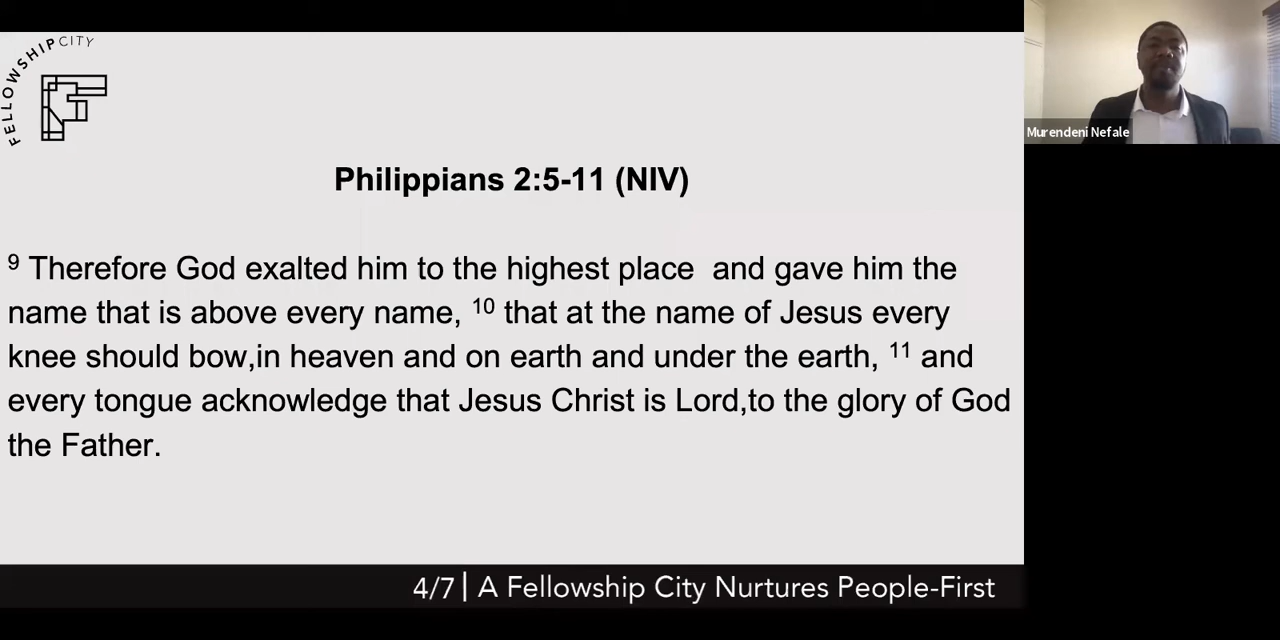 FELLOWSHIP CITY
Murendeni Nefale
Philippians 2:5-11 (NIV)
⁹ Therefore God exalted him to the highest place  and gave him the
name that is above every name, ¹⁰ that at the name of Jesus every
knee should bow,in heaven and on earth and under the earth, ¹¹ and
every tongue acknowledge that Jesus Christ is Lord,to the glory of God
the Father.
4/7| A Fellowship City Nurtures People-First